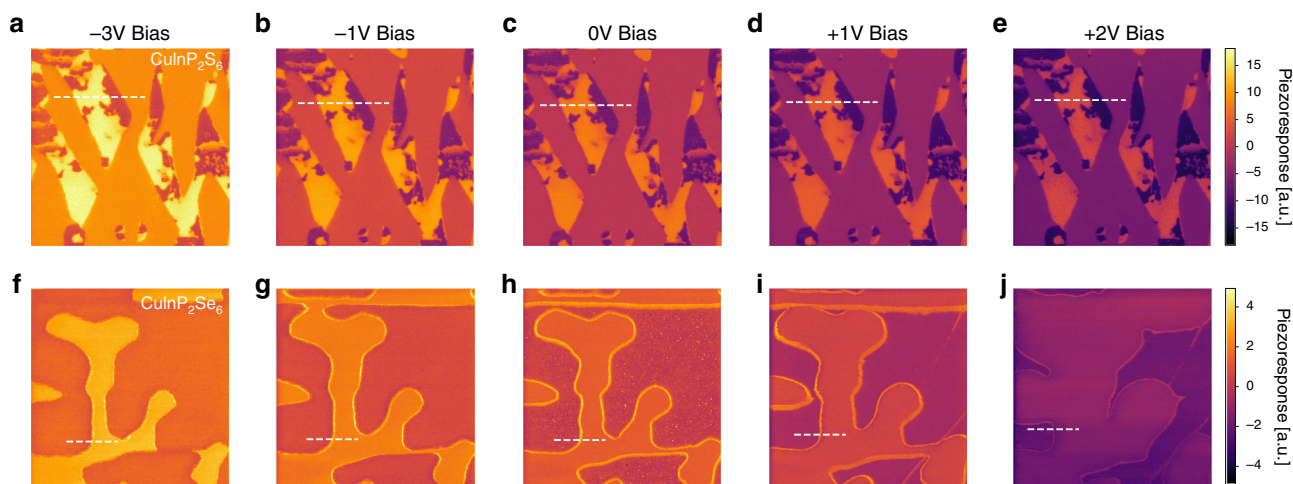 a –3V Bias b –1V Bias c 0V Bias d +1V Bias e +2V Bias
CuInP₂S₆
15
10
5
0
−5
−10
−15
Piezoresponse [a.u.]
f g h i j
CuInP₂Se₆
4
2
0
−2
−4
Piezoresponse [a.u.]